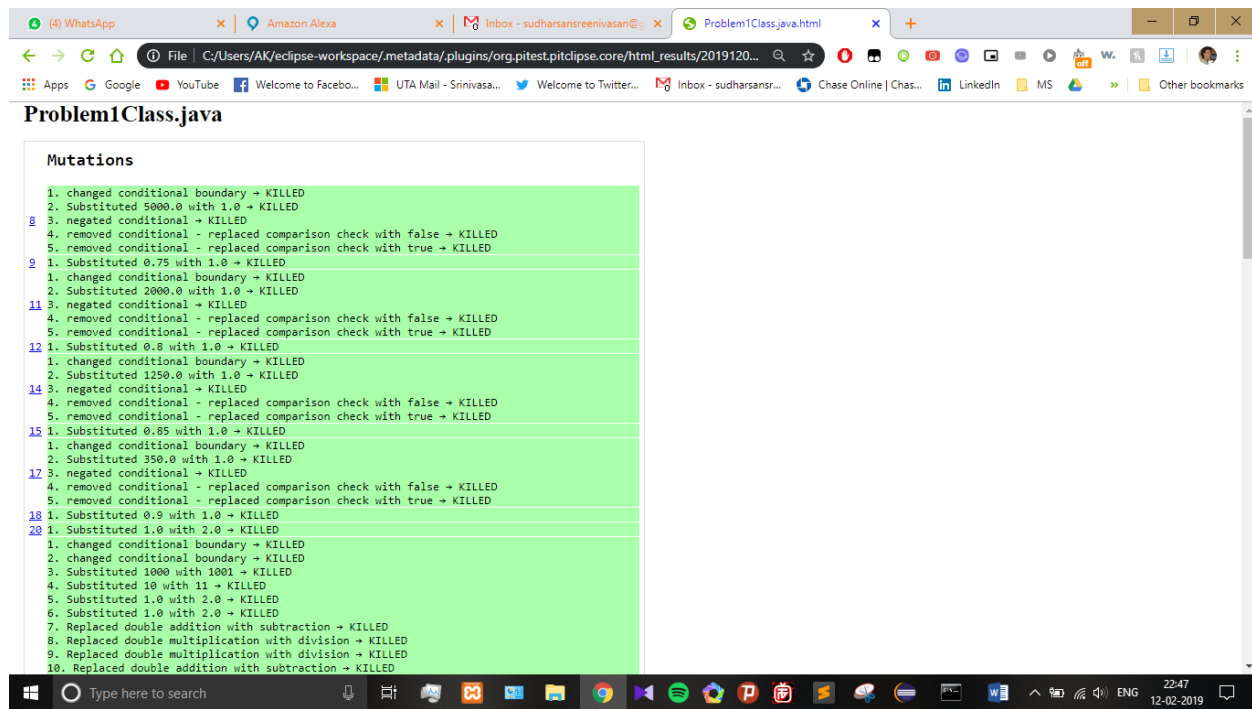 (4) WhatsApp
Amazon Alexa
Inbox - sudharsansreenivasan@g
Problem1Class.java.html
File | C:/Users/AK/eclipse-workspace/.metadata/.plugins/org.pitest.pitclipse.core/html_results/2019120...
Apps Google YouTube Welcome to Facebo... UTA Mail - Srinivasa... Welcome to Twitter... Inbox - sudharsansr... Chase Online | Chas... LinkedIn MS » Other bookmarks
Problem1Class.java
Mutations
1. changed conditional boundary → KILLED
2. Substituted 5000.0 with 1.0 → KILLED
8 3. negated conditional → KILLED
4. removed conditional - replaced comparison check with false → KILLED
5. removed conditional - replaced comparison check with true → KILLED
9 1. Substituted 0.75 with 1.0 → KILLED
1. changed conditional boundary → KILLED
2. Substituted 2000.0 with 1.0 → KILLED
11 3. negated conditional → KILLED
4. removed conditional - replaced comparison check with false → KILLED
5. removed conditional - replaced comparison check with true → KILLED
12 1. Substituted 0.8 with 1.0 → KILLED
1. changed conditional boundary → KILLED
2. Substituted 1250.0 with 1.0 → KILLED
14 3. negated conditional → KILLED
4. removed conditional - replaced comparison check with false → KILLED
5. removed conditional - replaced comparison check with true → KILLED
15 1. Substituted 0.85 with 1.0 → KILLED
1. changed conditional boundary → KILLED
2. Substituted 350.0 with 1.0 → KILLED
17 3. negated conditional → KILLED
4. removed conditional - replaced comparison check with false → KILLED
5. removed conditional - replaced comparison check with true → KILLED
18 1. Substituted 0.9 with 1.0 → KILLED
20 1. Substituted 1.0 with 2.0 → KILLED
1. changed conditional boundary → KILLED
2. changed conditional boundary → KILLED
3. Substituted 1000 with 1001 → KILLED
4. Substituted 10 with 11 → KILLED
5. Substituted 1.0 with 2.0 → KILLED
6. Substituted 1.0 with 2.0 → KILLED
7. Replaced double addition with subtraction → KILLED
8. Replaced double multiplication with division → KILLED
9. Replaced double multiplication with division → KILLED
10. Replaced double addition with subtraction → KILLED
Type here to search
ENG
22:47
12-02-2019